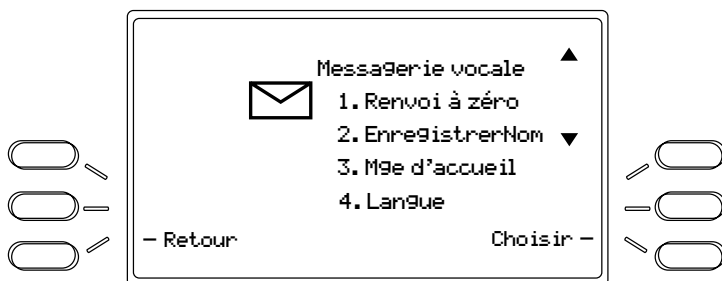 Messagerie vocale
1. Renvoi à zéro
2. EnregistrerNom
3. Mge d'accueil
4. Langue
– Retour Choisir –